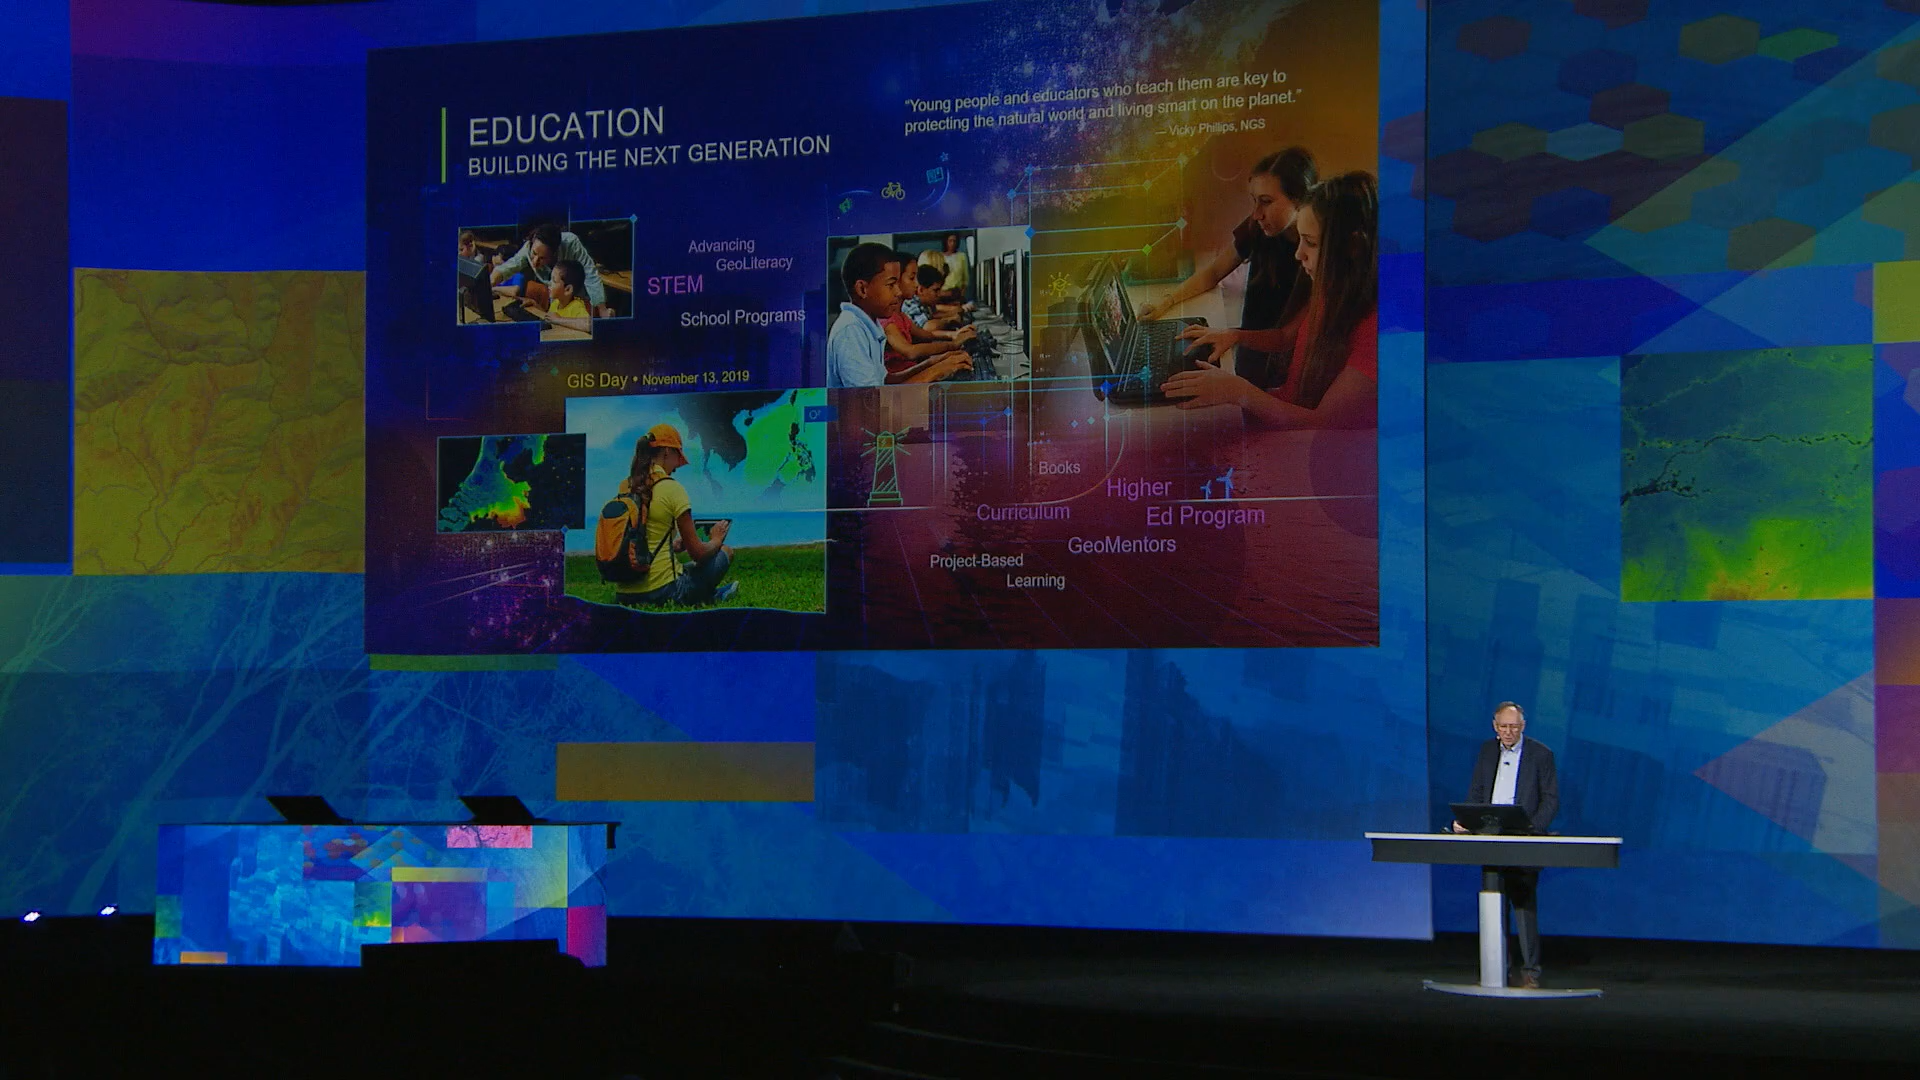 EDUCATION
BUILDING THE NEXT GENERATION
“Young people and educators who teach them are key to
protecting the natural world and living smart on the planet.”
— Vicky Phillips, NGS
Advancing
GeoLiteracy
STEM
School Programs
GIS Day • November 13, 2019
Books
Higher
Ed Program
Curriculum
GeoMentors
Project-Based
Learning